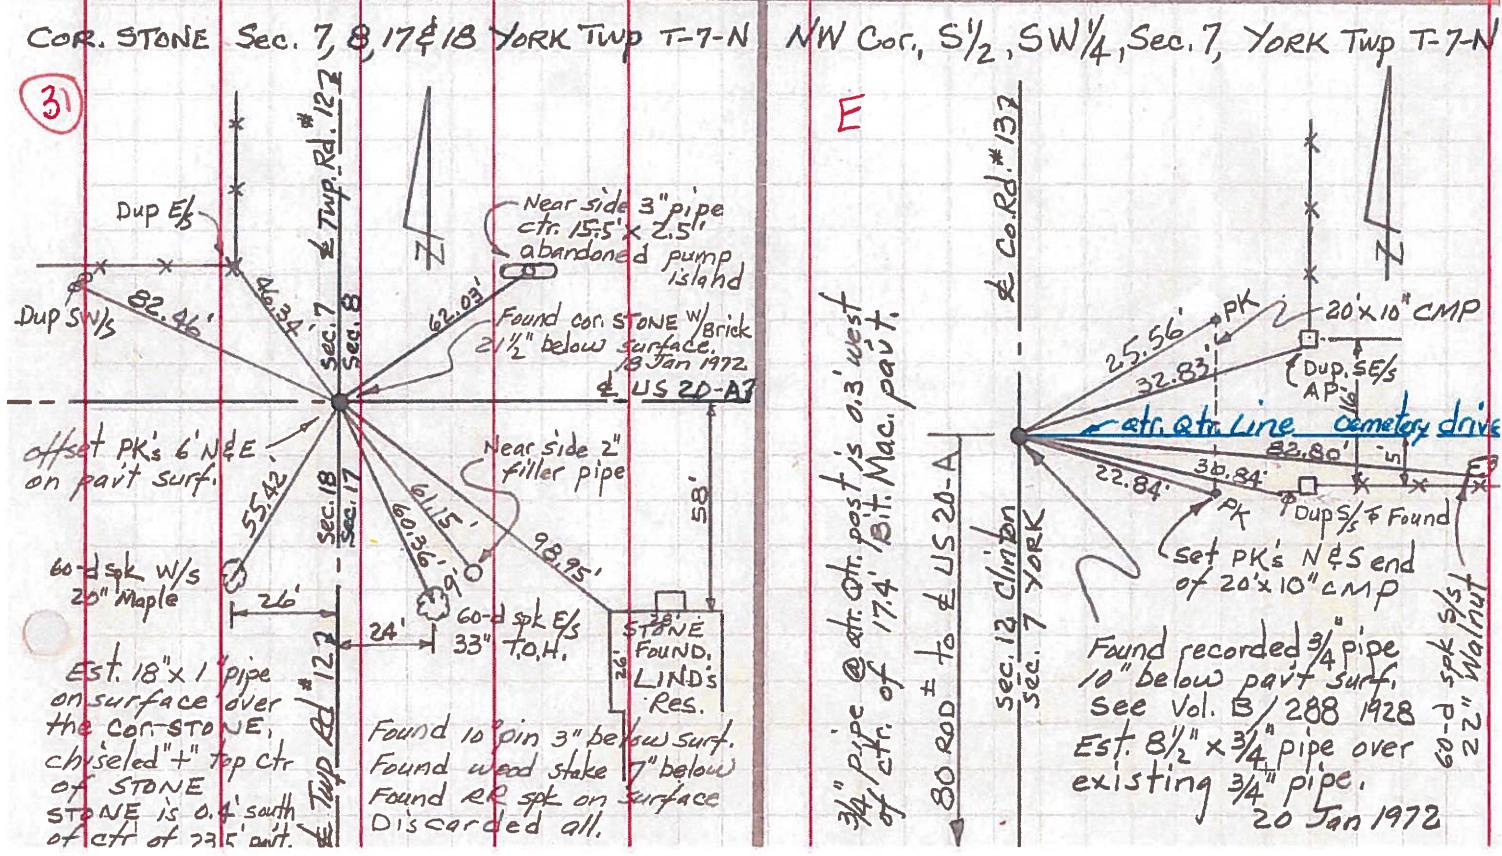 COR. STONE Sec. 7, 8, 17 & 18 YORK Twp T-7-N
31
℄ Twp. Rd. # 127
Dup E/s
Near side 3" pipe
ctr. 15.5' x 2.5'
abandoned pump
island
Dup SW/s
82.46'
46.34'
62.03'
Sec. 7
Sec. 8
Found cor. STONE W/Brick
21½" below surface.
18 Jan 1972
℄ US 20-A
offset PK's 6' N & E
on pav't surf.
Near side 2"
filler pipe
55.42
Sec. 18
Sec. 17
61.15'
60.36'
98.95'
58'
60-d spk W/s
20" Maple
26'
39'
60-d spk E/s
33" T.O.H.
24'
28'
26'
STONE
FOUND.
LIND's
Res.
Est. 18" x 1" pipe
on surface over
the Cor-STONE,
chiseled "+" top ctr
of STONE
STONE is 0.4' south
of ctr of 23.5' pav't.
℄ Twp Rd # 127
Found 10" pin 3" below surf.
Found wood stake 7" below
Found RR spk on surface
Discarded all.
NW Cor., S½, SW¼, Sec. 7, YORK Twp T-7-N
E
℄ Co. Rd. # 137
N
25.56'
PK
20' x 10" CMP
32.83'
Dup. SE/s
AP
16'
qtr. qtr. Line cemetery drive
82.80'
30.84'
22.84'
5'
PK
Dup S/s Found
set PK's N & S end
of 20' x 10" CMP
¾" pipe @ qtr. qtr. post is 0.3' west
of ctr. of 17.4' Bit. Mac. pav't.
80 ROD ± to ℄ US 20-A
sec. 12 Clinton
sec. 7 YORK
60-d spk S/s
22" Walnut
Found recorded ¾" pipe
10" below pav't surf.
See Vol. B / 288 1928
Est. 8½" x ¾" pipe over
existing ¾" pipe.
20 Jan 1972